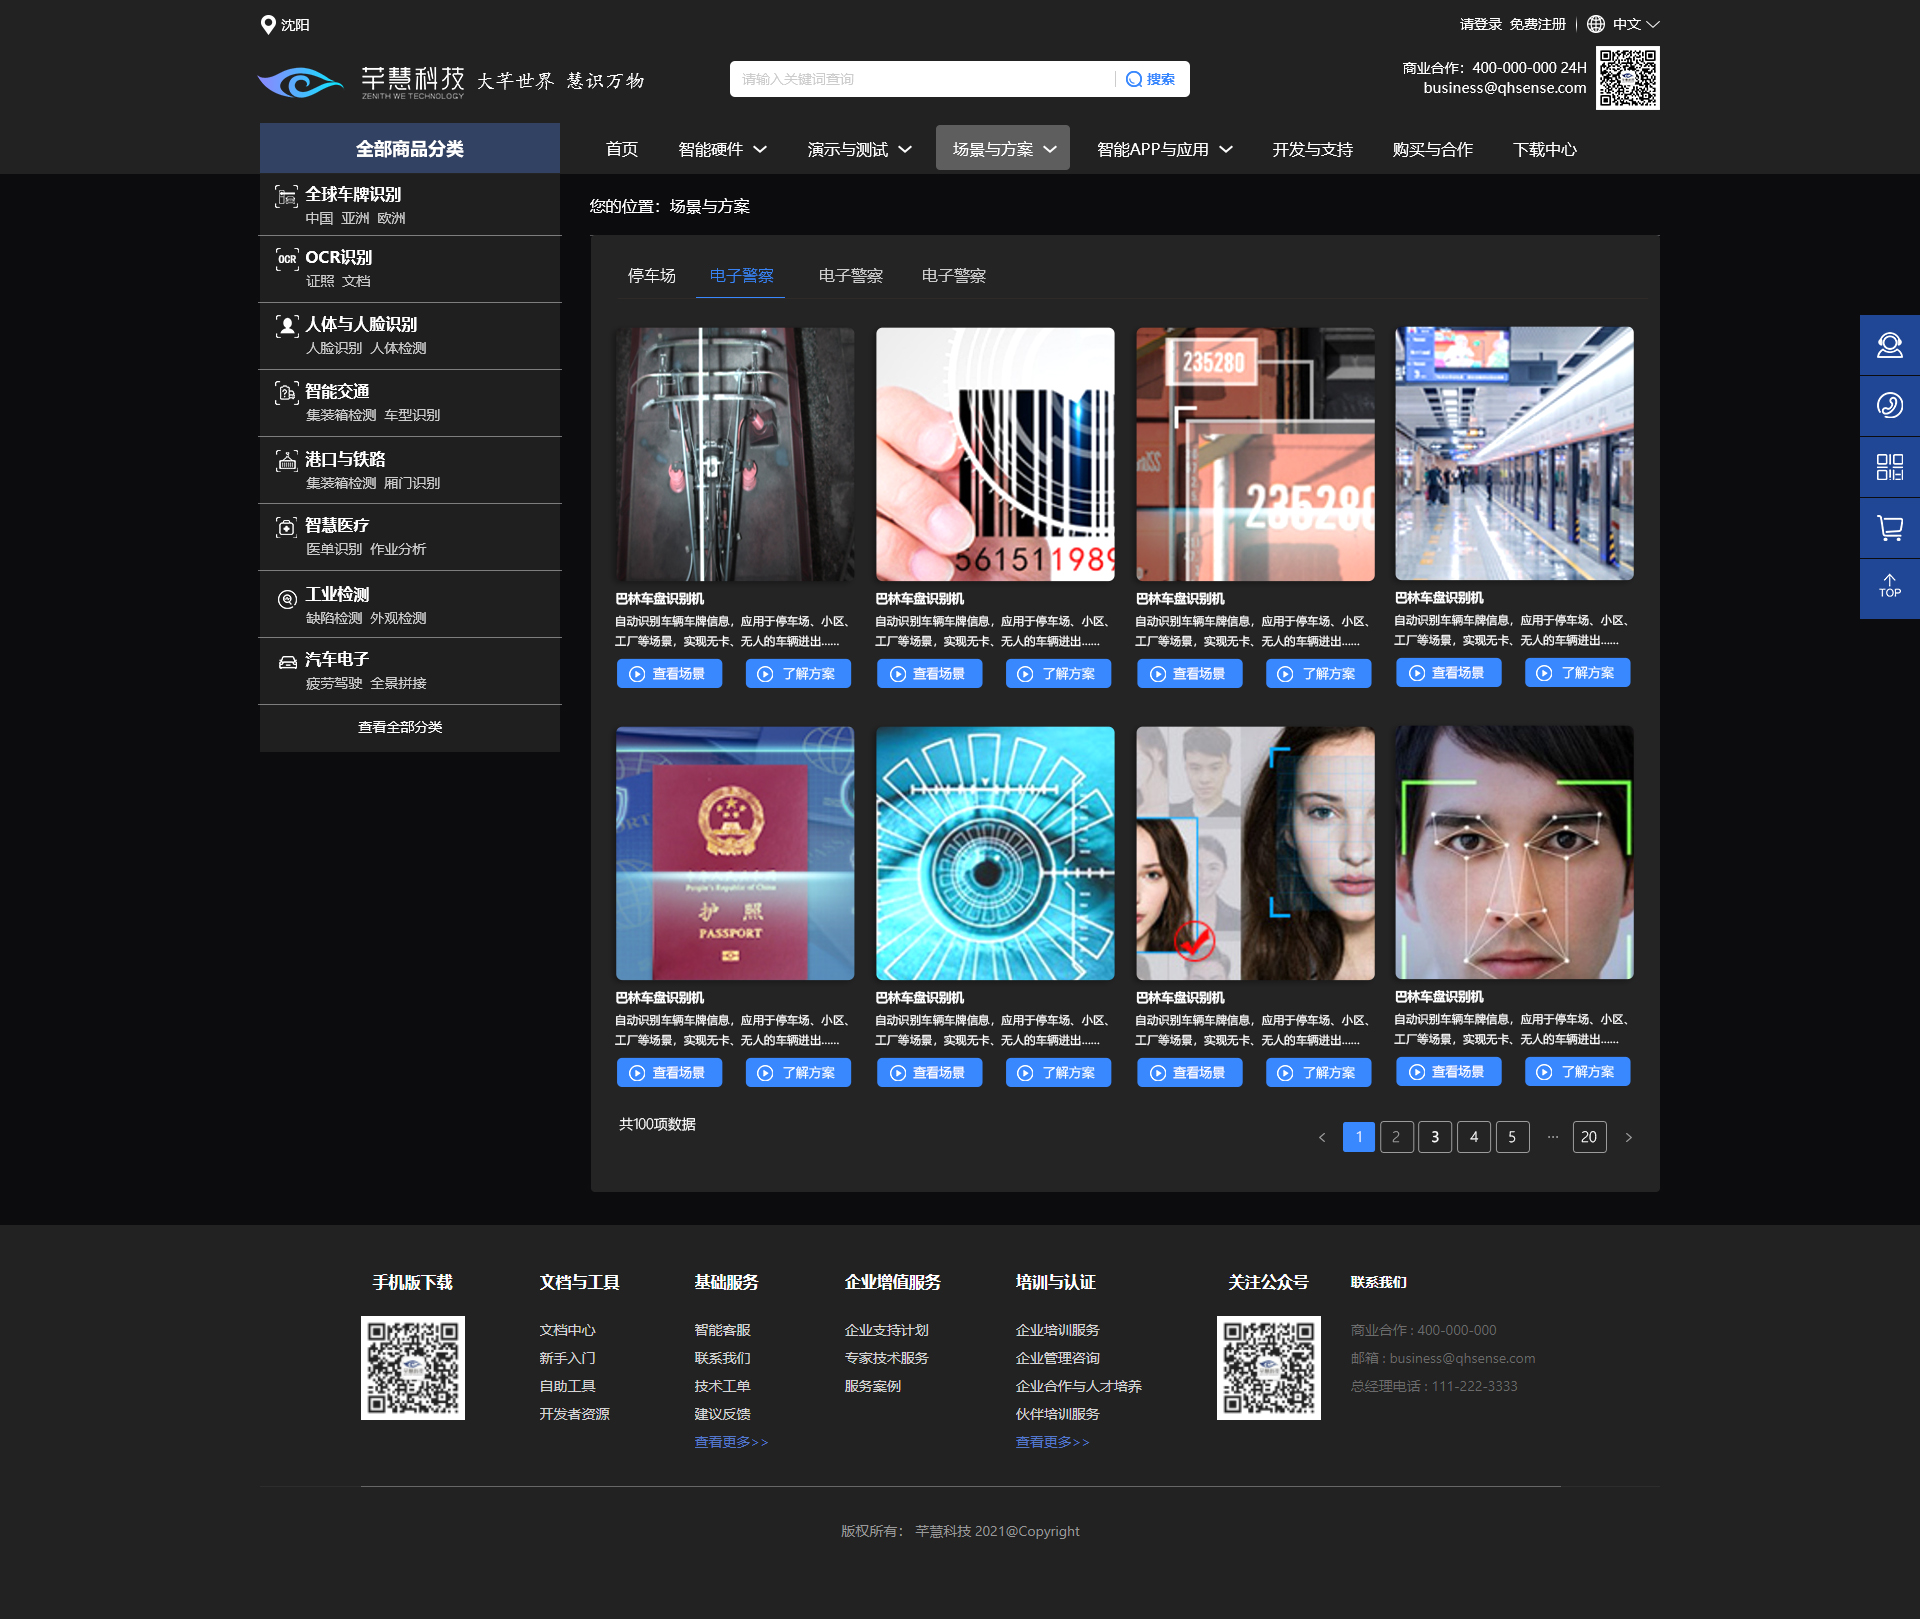 沈阳
请登录 免费注册 | 中文
芊慧科技
ZENITH WE TECHNOLOGY
大芊世界 慧识万物
请输入关键词查询
搜索
商业合作：400-000-000 24H
business@qhsense.com
全部商品分类
首页 智能硬件 演示与测试 场景与方案 智能APP与应用 开发与支持 购买与合作 下载中心
全球车牌识别
中国 亚洲 欧洲
OCR
OCR识别
证照 文档
人体与人脸识别
人脸识别 人体检测
智能交通
集装箱检测 车型识别
港口与铁路
集装箱检测 厢门识别
智慧医疗
医单识别 作业分析
工业检测
缺陷检测 外观检测
汽车电子
疲劳驾驶 全景拼接
查看全部分类
您的位置：场景与方案
停车场 电子警察 电子警察 电子警察
561511989
235280
235280
TOP
巴林车盘识别机
自动识别车辆车牌信息，应用于停车场、小区、
工厂等场景，实现无卡、无人的车辆进出......
查看场景 了解方案
巴林车盘识别机
自动识别车辆车牌信息，应用于停车场、小区、
工厂等场景，实现无卡、无人的车辆进出......
查看场景 了解方案
巴林车盘识别机
自动识别车辆车牌信息，应用于停车场、小区、
工厂等场景，实现无卡、无人的车辆进出......
查看场景 了解方案
巴林车盘识别机
自动识别车辆车牌信息，应用于停车场、小区、
工厂等场景，实现无卡、无人的车辆进出......
查看场景 了解方案
People's Republic of China
护 照
PASSPORT
巴林车盘识别机
自动识别车辆车牌信息，应用于停车场、小区、
工厂等场景，实现无卡、无人的车辆进出......
查看场景 了解方案
巴林车盘识别机
自动识别车辆车牌信息，应用于停车场、小区、
工厂等场景，实现无卡、无人的车辆进出......
查看场景 了解方案
巴林车盘识别机
自动识别车辆车牌信息，应用于停车场、小区、
工厂等场景，实现无卡、无人的车辆进出......
查看场景 了解方案
巴林车盘识别机
自动识别车辆车牌信息，应用于停车场、小区、
工厂等场景，实现无卡、无人的车辆进出......
查看场景 了解方案
共100项数据
< 1 2 3 4 5 ··· 20 >
手机版下载
文档与工具
文档中心
新手入门
自助工具
开发者资源
基础服务
智能客服
联系我们
技术工单
建议反馈
查看更多>>
企业增值服务
企业支持计划
专家技术服务
服务案例
培训与认证
企业培训服务
企业管理咨询
企业合作与人才培养
伙伴培训服务
查看更多>>
关注公众号
联系我们
商业合作 : 400-000-000
邮箱 : business@qhsense.com
总经理电话 : 111-222-3333
版权所有： 芊慧科技 2021@Copyright